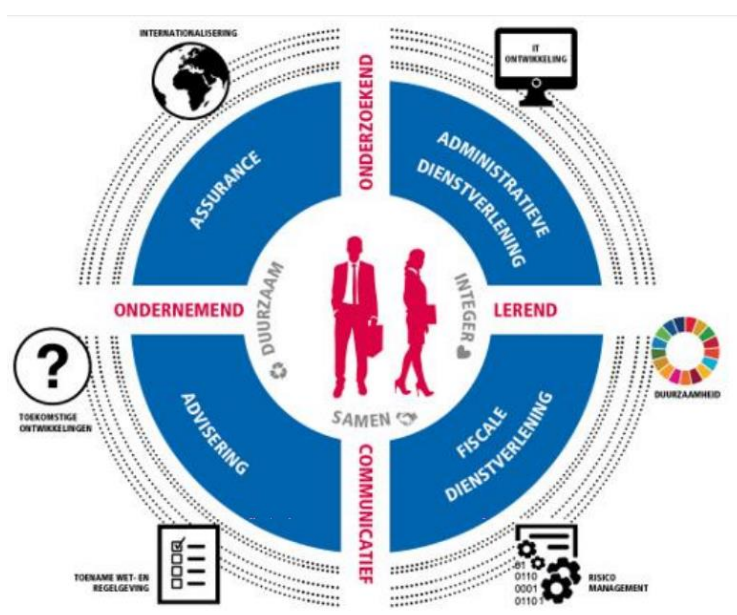 INTERNATIONALISERING
IT
ONTWIKKELING
ONDERZOEKEND
ASSURANCE
ADMINISTRATIEVE
DIENSTVERLENING
ONDERNEMEND
DUURZAAM
INTEGER
LEREND
SAMEN
TOEKOMSTIGE
ONTWIKKELINGEN
DUURZAAMHEID
ADVISERING
COMMUNICATIEF
FISCALE
DIENSTVERLENING
TOENAME WET- EN
REGELGEVING
01
0110
0001
01101
RISICO
MANAGEMENT